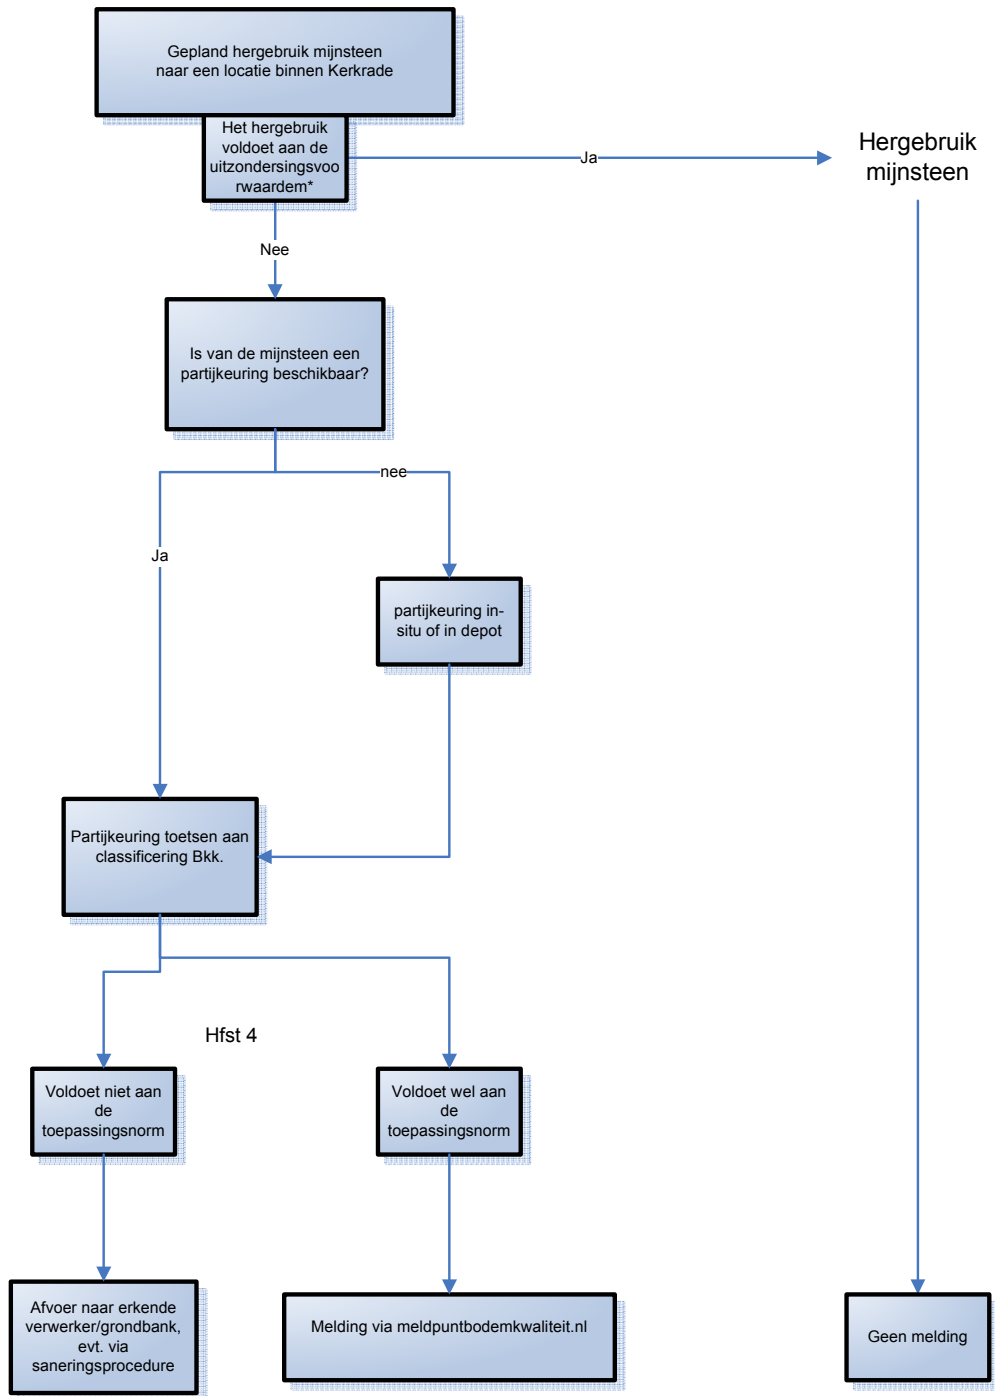 Gepland hergebruik mijnsteen
naar een locatie binnen Kerkrade
Het hergebruik
voldoet aan de
uitzondersingsvoo
rwaardem*
Ja
Hergebruik
mijnsteen
Nee
Is van de mijnsteen een
partijkeuring beschikbaar?
nee
Ja
partijkeuring in-
situ of in depot
Partijkeuring toetsen aan
classificering Bkk.
Hfst 4
Voldoet niet aan
de
toepassingsnorm
Voldoet wel aan
de
toepassingsnorm
Afvoer naar erkende
verwerker/grondbank,
evt. via
saneringsprocedure
Melding via meldpuntbodemkwaliteit.nl
Geen melding